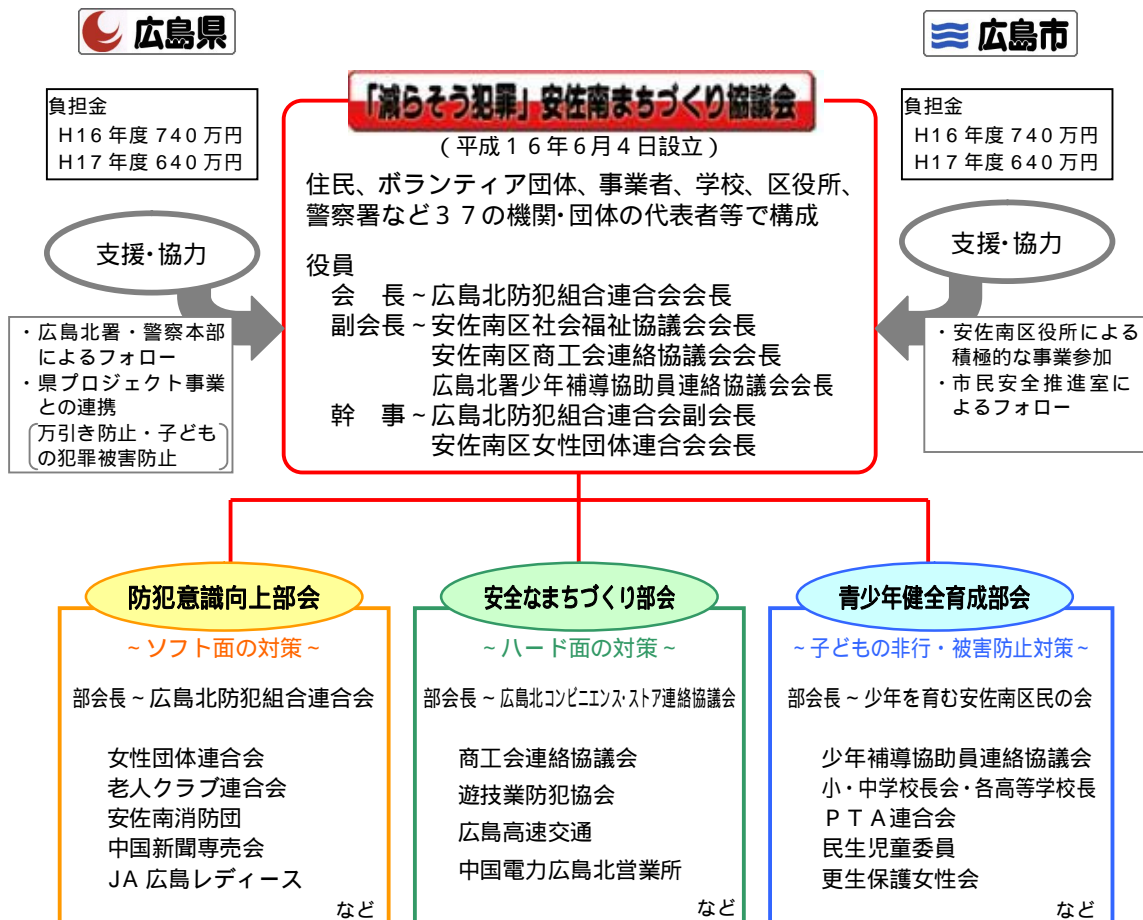 広島県
広島市
「減らそう犯罪」安佐南まちづくり協議会
(平成16年6月4日設立)
負担金
H16年度740万円
H17年度640万円
負担金
H16年度740万円
H17年度640万円
住民、ボランティア団体、事業者、学校、区役所、
警察署など37の機関・団体の代表者等で構成
役員
会 長~広島北防犯組合連合会会長
副会長~安佐南区社会福祉協議会会長
安佐南区商工会連絡協議会会長
広島北署少年補導協助員連絡協議会会長
幹 事~広島北防犯組合連合会副会長
安佐南区女性団体連合会会長
支援・協力
支援・協力
・広島北署・警察本部
によるフォロー
・県プロジェクト事業
との連携
万引き防止・子ども
の犯罪被害防止
・安佐南区役所による
積極的な事業参加
・市民安全推進室に
よるフォロー
防犯意識向上部会
~ソフト面の対策~
部会長~広島北防犯組合連合会
女性団体連合会
老人クラブ連合会
安佐南消防団
中国新聞専売会
JA広島レディース
など
安全なまちづくり部会
~ハード面の対策~
部会長~広島北コンビニエンス・ストア連絡協議会
商工会連絡協議会
遊技業防犯協会
広島高速交通
中国電力広島北営業所
など
青少年健全育成部会
~子どもの非行・被害防止対策~
部会長~少年を育む安佐南区民の会
少年補導協助員連絡協議会
小・中学校長会・各高等学校長
PTA連合会
民生児童委員
更生保護女性会
など